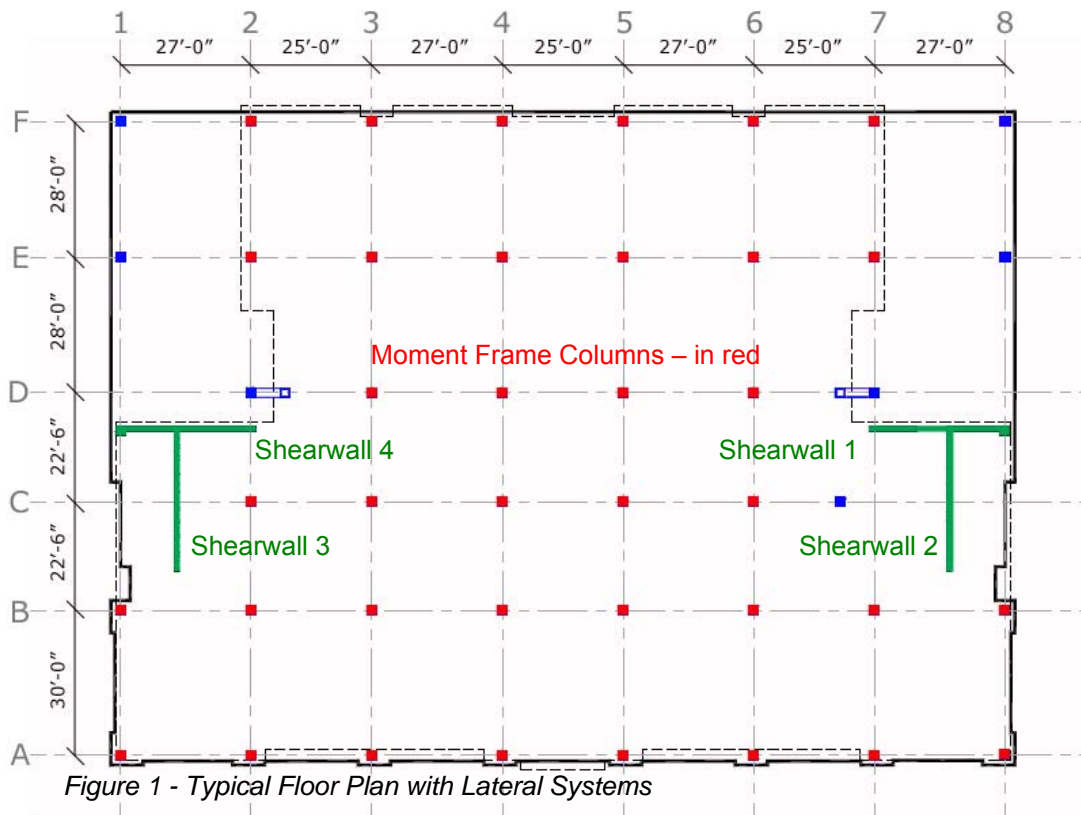 1 2 3 4 5 6 7 8
27'-0" 25'-0" 27'-0" 25'-0" 27'-0" 25'-0" 27'-0"
F
28'-0"
E
28'-0"
Moment Frame Columns – in red
D
22'-6"
Shearwall 4 Shearwall 1
C
22'-6"
Shearwall 3 Shearwall 2
B
30'-0"
A
Figure 1 - Typical Floor Plan with Lateral Systems